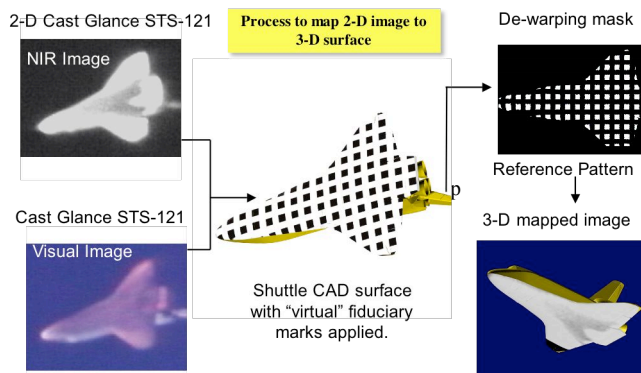 2-D Cast Glance STS-121
NIR Image
Process to map 2-D image to
3-D surface
De-warping mask
p
Reference Pattern
3-D mapped image
Cast Glance STS-121
Visual Image
Shuttle CAD surface
with “virtual” fiduciary
marks applied.